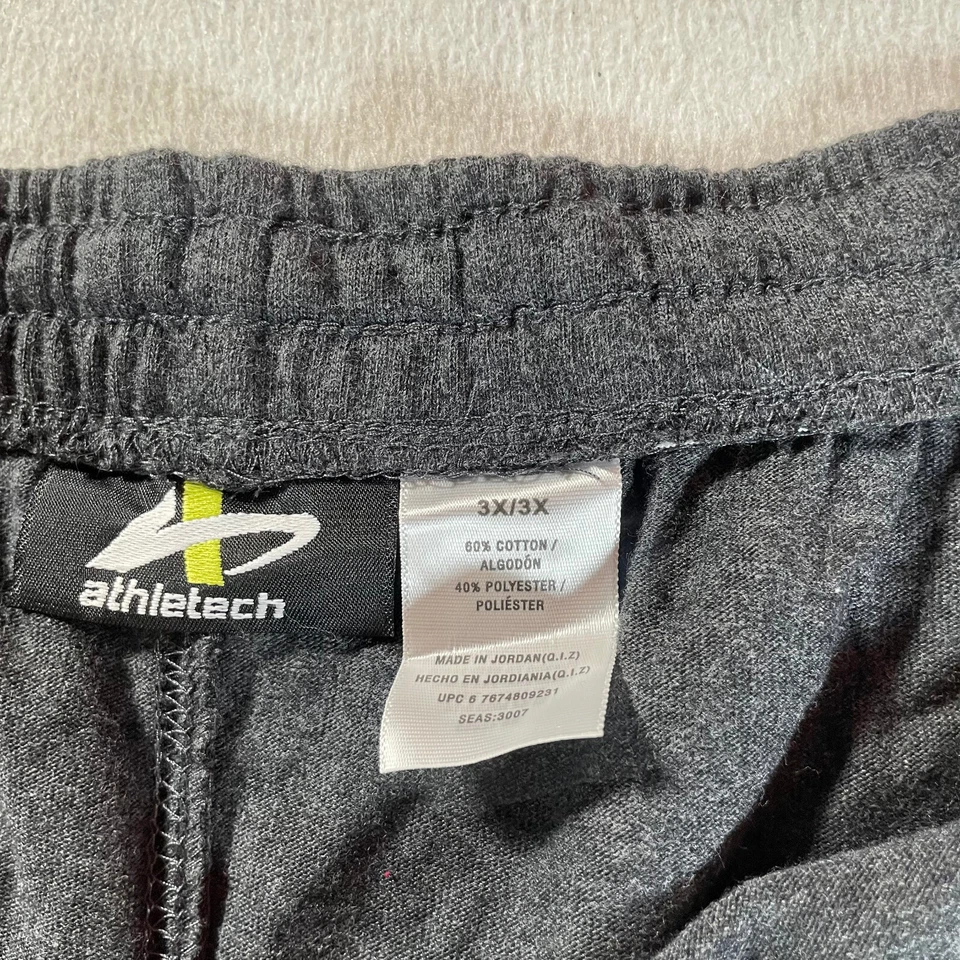 athletech
3X/3X
60% COTTON /
ALGODÓN
40% POLYESTER /
POLIÉSTER
MADE IN JORDAN(Q.I.Z)
HECHO EN JORDIANIA(Q.I.Z)
UPC 6 7674809231
SEAS:3007